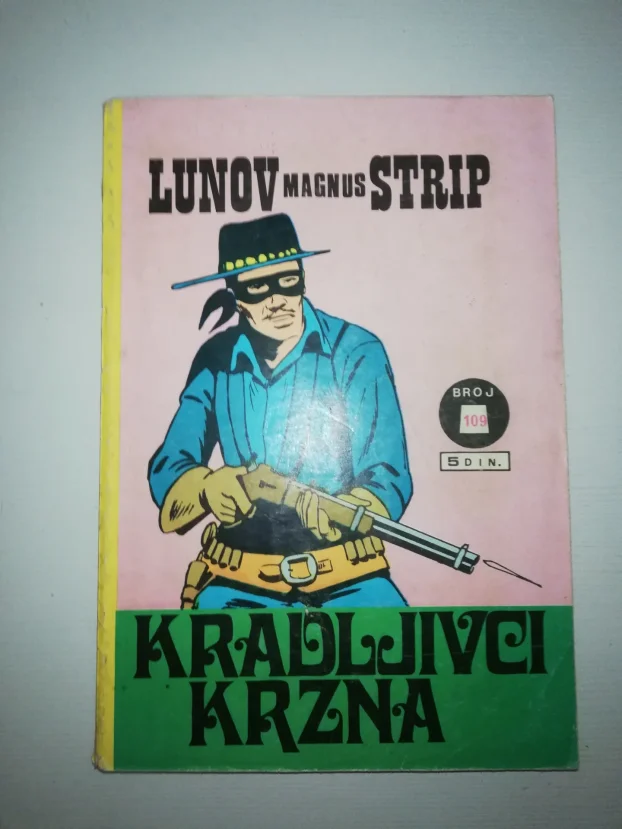 LUNOV MAGNUS STRIP
BROJ
109
5 DIN.
KRADLJIVCI
KRZNA